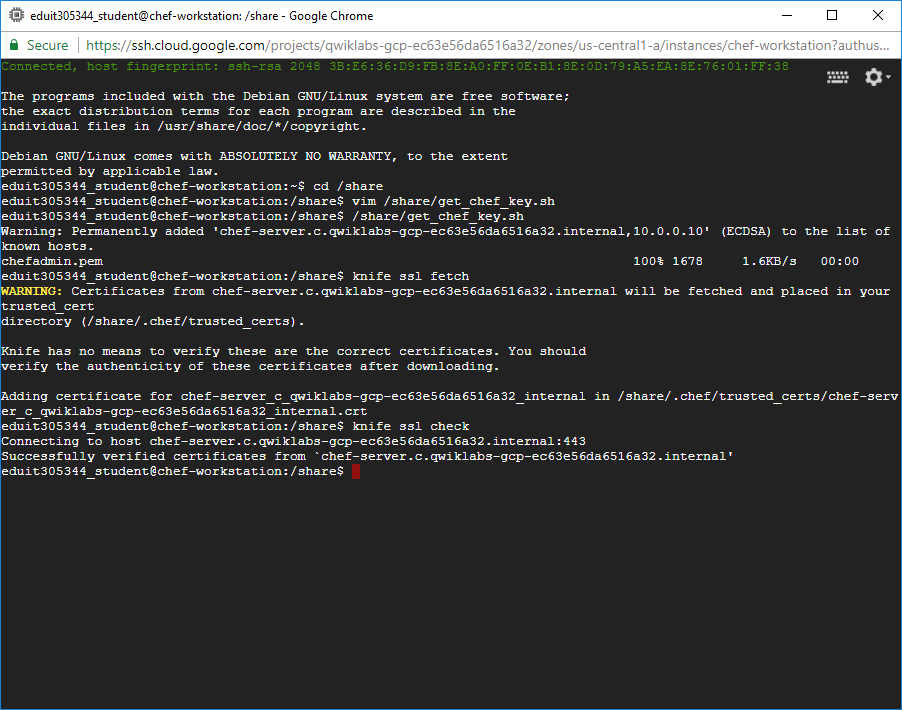 eduit305344_student@chef-workstation: /share - Google Chrome
Secure https://ssh.cloud.google.com/projects/qwiklabs-gcp-ec63e56da6516a32/zones/us-central1-a/instances/chef-workstation?authus...
Connected, host fingerprint: ssh-rsa 2048 3B:E6:36:D9:FB:8E:A0:FF:0E:B1:8E:0D:79:A5:EA:8E:76:01:FF:38
The programs included with the Debian GNU/Linux system are free software;
the exact distribution terms for each program are described in the
individual files in /usr/share/doc/*/copyright.
Debian GNU/Linux comes with ABSOLUTELY NO WARRANTY, to the extent
permitted by applicable law.
eduit305344_student@chef-workstation:~$ cd /share
eduit305344_student@chef-workstation:/share$ vim /share/get_chef_key.sh
eduit305344_student@chef-workstation:/share$ /share/get_chef_key.sh
Warning: Permanently added 'chef-server.c.qwiklabs-gcp-ec63e56da6516a32.internal,10.0.0.10' (ECDSA) to the list of
known hosts.
chefadmin.pem 100% 1678 1.6KB/s 00:00
eduit305344_student@chef-workstation:/share$ knife ssl fetch
WARNING: Certificates from chef-server.c.qwiklabs-gcp-ec63e56da6516a32.internal will be fetched and placed in your
trusted_cert
directory (/share/.chef/trusted_certs).
Knife has no means to verify these are the correct certificates. You should
verify the authenticity of these certificates after downloading.
Adding certificate for chef-server_c_qwiklabs-gcp-ec63e56da6516a32_internal in /share/.chef/trusted_certs/chef-serv
er_c_qwiklabs-gcp-ec63e56da6516a32_internal.crt
eduit305344_student@chef-workstation:/share$ knife ssl check
Connecting to host chef-server.c.qwiklabs-gcp-ec63e56da6516a32.internal:443
Successfully verified certificates from `chef-server.c.qwiklabs-gcp-ec63e56da6516a32.internal'
eduit305344_student@chef-workstation:/share$